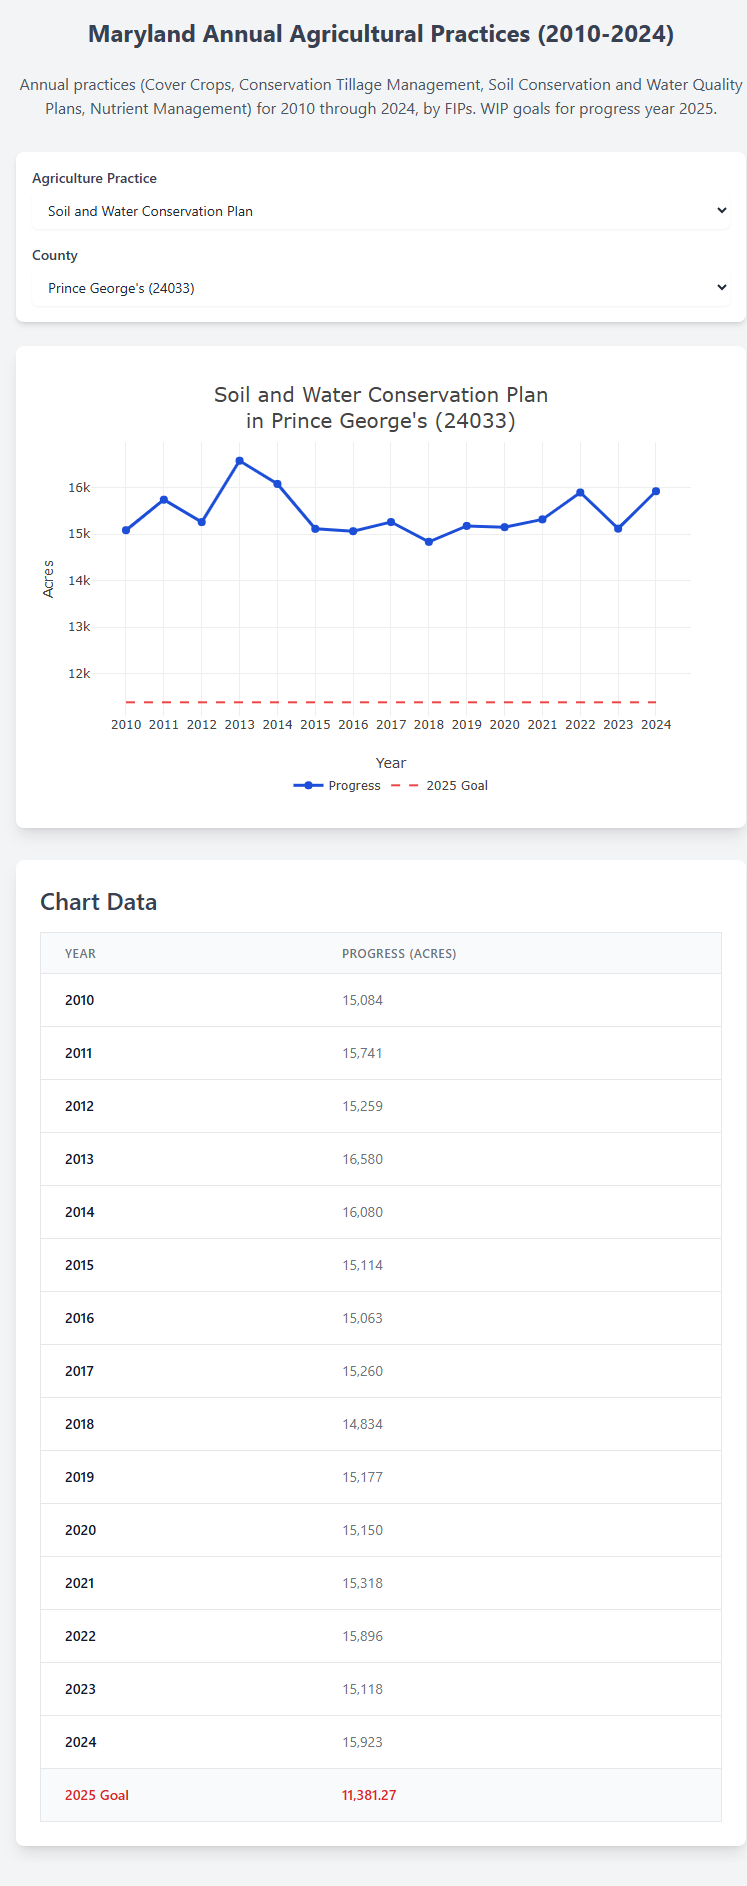 Maryland Annual Agricultural Practices (2010-2024)
Annual practices (Cover Crops, Conservation Tillage Management, Soil Conservation and Water Quality
Plans, Nutrient Management) for 2010 through 2024, by FIPs. WIP goals for progress year 2025.
Agriculture Practice
Soil and Water Conservation Plan
County
Prince George's (24033)
Soil and Water Conservation Plan
in Prince George's (24033)
16k
15k
14k
13k
12k
Acres
2010 2011 2012 2013 2014 2015 2016 2017 2018 2019 2020 2021 2022 2023 2024
Year
Progress 2025 Goal
Chart Data
YEAR PROGRESS (ACRES)
2010 15,084
2011 15,741
2012 15,259
2013 16,580
2014 16,080
2015 15,114
2016 15,063
2017 15,260
2018 14,834
2019 15,177
2020 15,150
2021 15,318
2022 15,896
2023 15,118
2024 15,923
2025 Goal 11,381.27